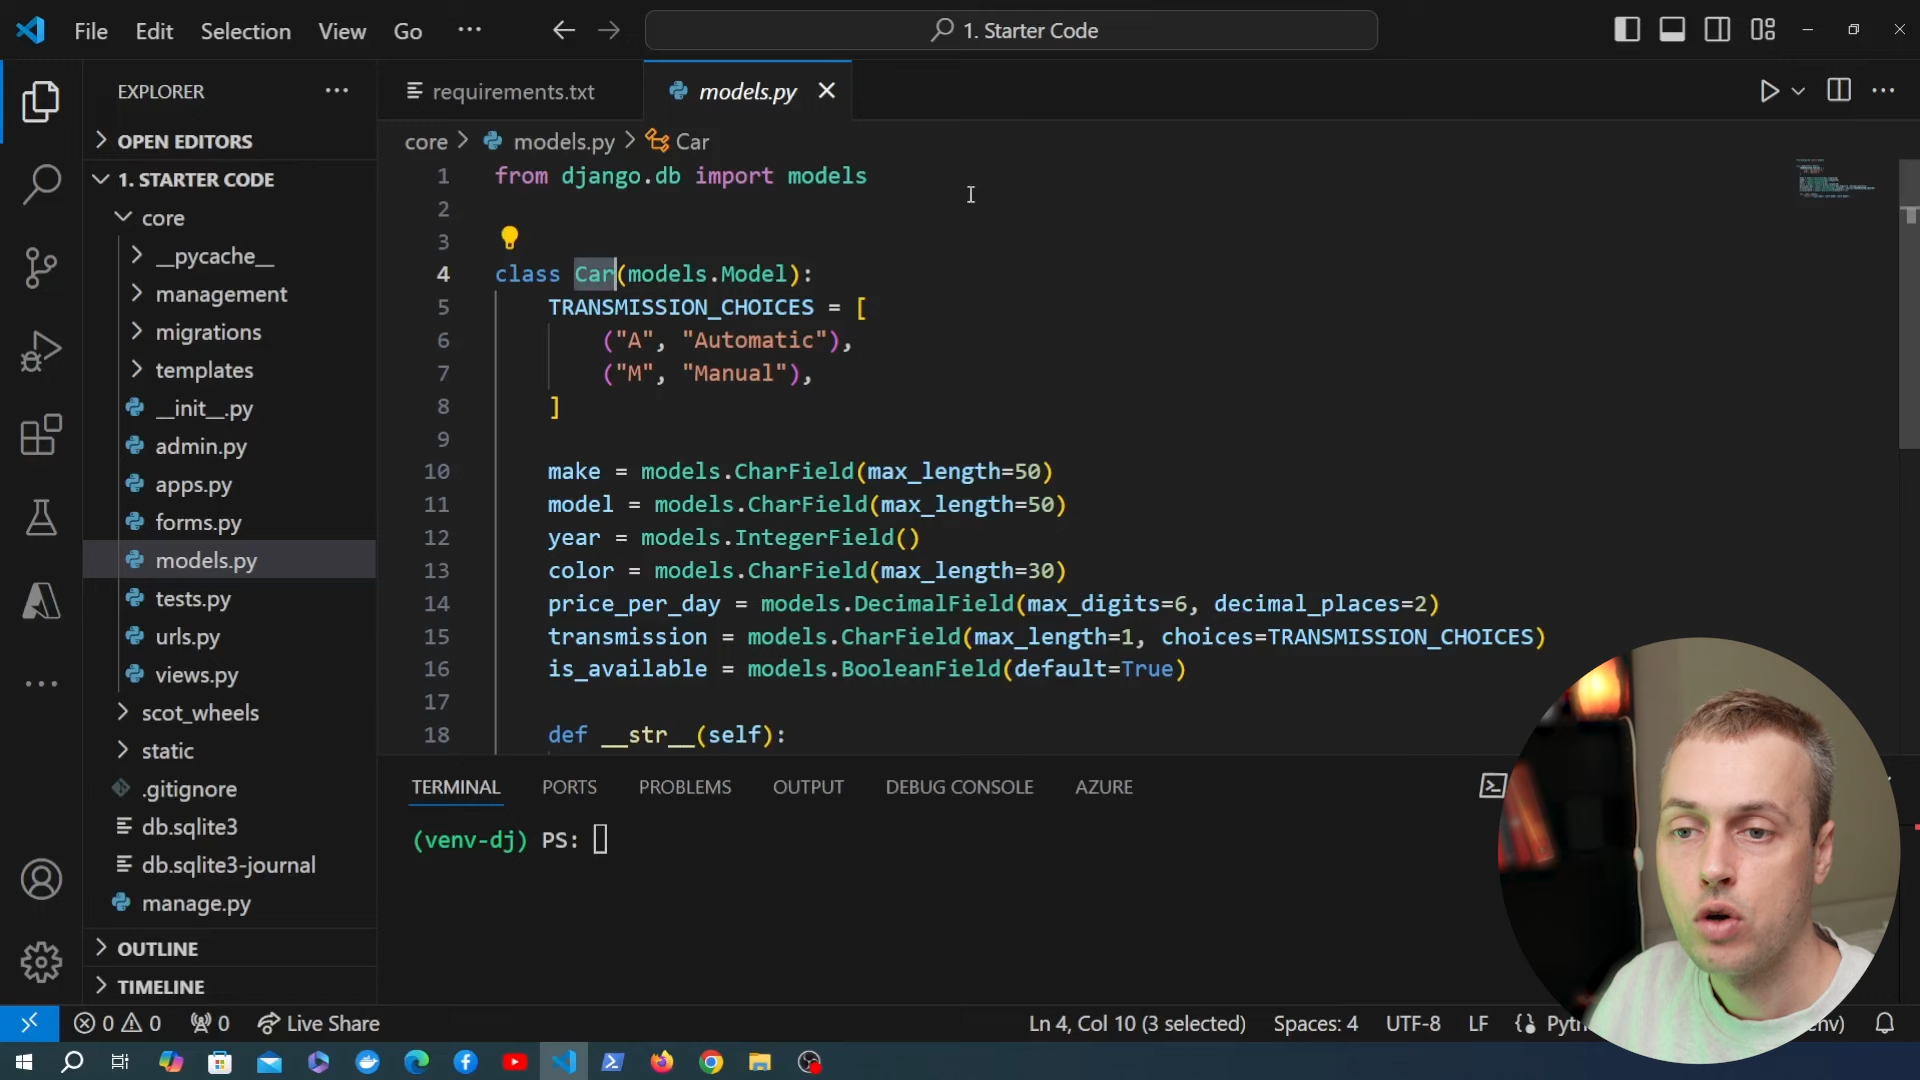 File Edit Selection View Go ··· 1. Starter Code
EXPLORER ···
OPEN EDITORS
1. STARTER CODE
core
__pycache__
management
migrations
templates
__init__.py
admin.py
apps.py
forms.py
models.py
tests.py
urls.py
views.py
scot_wheels
static
.gitignore
db.sqlite3
db.sqlite3-journal
manage.py
OUTLINE
TIMELINE
requirements.txt models.py
core > models.py > Car
1 from django.db import models
2
3
4 class Car(models.Model):
5 TRANSMISSION_CHOICES = [
6 ("A", "Automatic"),
7 ("M", "Manual"),
8 ]
9
10 make = models.CharField(max_length=50)
11 model = models.CharField(max_length=50)
12 year = models.IntegerField()
13 color = models.CharField(max_length=30)
14 price_per_day = models.DecimalField(max_digits=6, decimal_places=2)
15 transmission = models.CharField(max_length=1, choices=TRANSMISSION_CHOICES)
16 is_available = models.BooleanField(default=True)
17
18 def __str__(self):
TERMINAL PORTS PROBLEMS OUTPUT DEBUG CONSOLE AZURE
(venv-dj) PS:
0 0 0 Live Share Ln 4, Col 10 (3 selected) Spaces: 4 UTF-8 LF